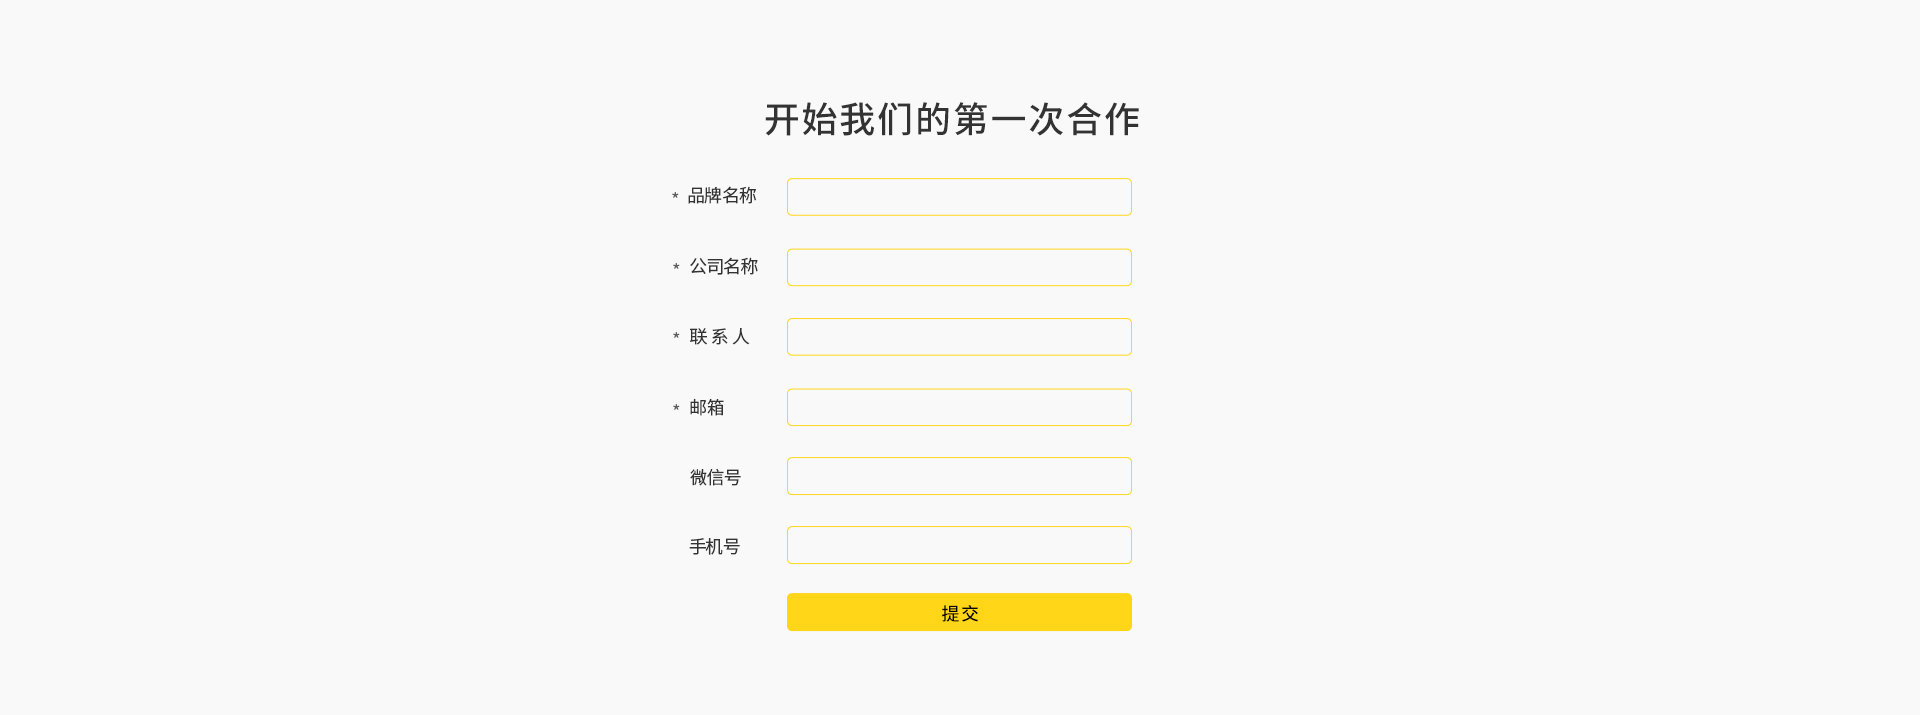 开始我们的第一次合作
* 品牌名称
* 公司名称
* 联 系 人
* 邮箱
微信号
手机号
提交